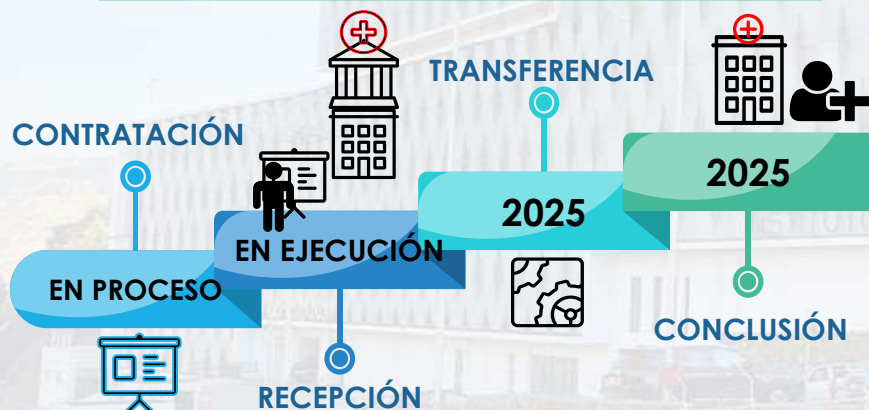 CONTRATACIÓN
EN PROCESO
EN EJECUCIÓN
RECEPCIÓN
TRANSFERENCIA
2025
2025
CONCLUSIÓN